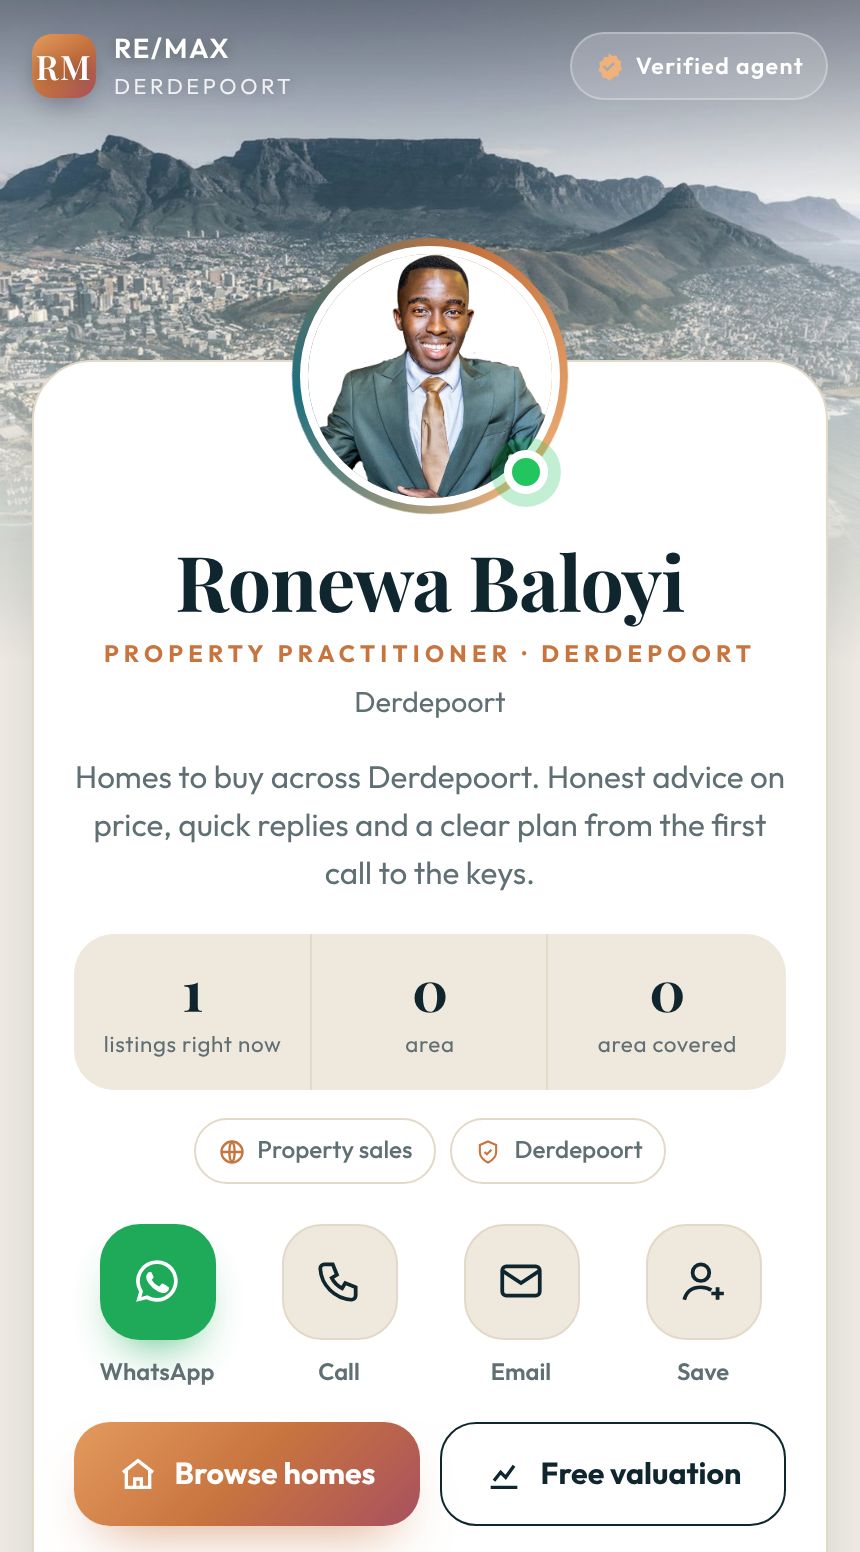 RM
RE/MAX
DERDEPOORT
Verified agent
Ronewa Baloyi
PROPERTY PRACTITIONER · DERDEPOORT
Derdepoort
Homes to buy across Derdepoort. Honest advice on
price, quick replies and a clear plan from the first
call to the keys.
1
listings right now
0
area
0
area covered
Property sales
Derdepoort
WhatsApp
Call
Email
Save
Browse homes
Free valuation